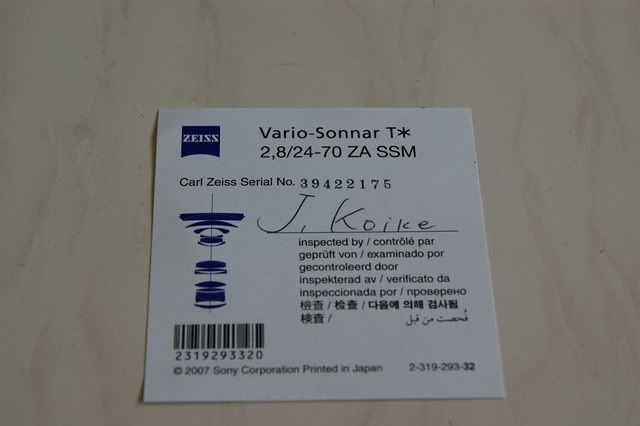 ZEISS
Vario-Sonnar T*
2,8/24-70 ZA SSM
Carl Zeiss Serial No. 39422175
J. Koike
inspected by / contrôlé par
geprüft von / examinado por
gecontroleerd door
inspekterad av / verificato da
inspeccionada por / проверено
檢查 / 检查 / 다음에 의해 검사됨
検査 / فُحصت من قبل
2319293320
© 2007 Sony Corporation Printed in Japan 2-319-293-32